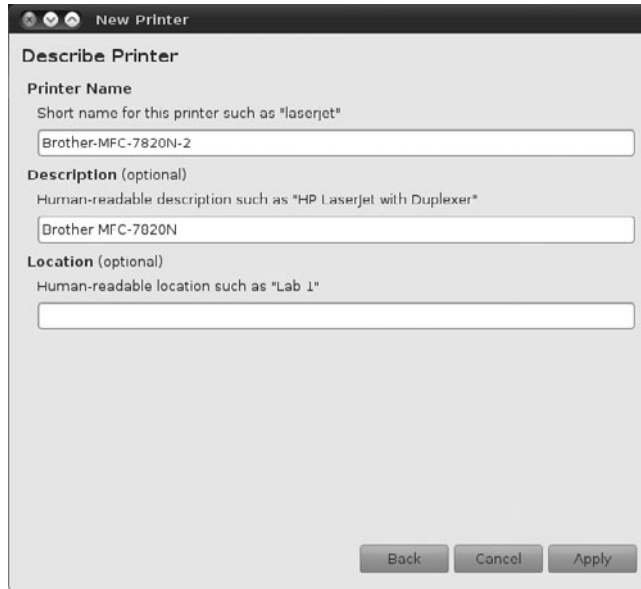 New Printer
Describe Printer
Printer Name
Short name for this printer such as "laserjet"
Brother-MFC-7820N-2
Description (optional)
Human-readable description such as "HP LaserJet with Duplexer"
Brother MFC-7820N
Location (optional)
Human-readable location such as "Lab 1"
Back Cancel Apply